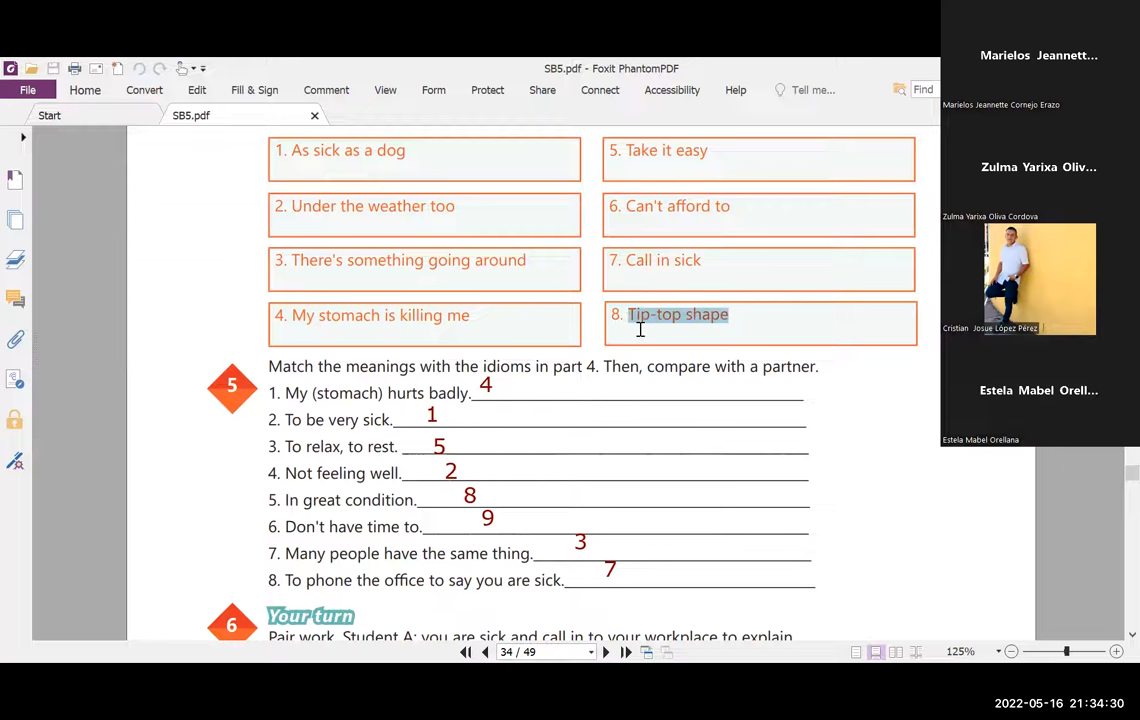 SB5.pdf - Foxit PhantomPDF
File Home Convert Edit Fill & Sign Comment View Form Protect Share Connect Accessibility Help Tell me... Find
Start SB5.pdf
1. As sick as a dog
5. Take it easy
2. Under the weather too
6. Can't afford to
3. There's something going around
7. Call in sick
4. My stomach is killing me
8. Tip-top shape
5 Match the meanings with the idioms in part 4. Then, compare with a partner.
1. My (stomach) hurts badly. 4
2. To be very sick. 1
3. To relax, to rest. 5
4. Not feeling well. 2
5. In great condition. 8
6. Don't have time to. 9
7. Many people have the same thing. 3
8. To phone the office to say you are sick. 7
6 Your turn
Pair work. Student A: you are sick and call in to your workplace to explain
34 / 49
125%
Marielos Jeannett...
Marielos Jeannette Cornejo Erazo
Zulma Yarixa Oliv...
Zulma Yarixa Oliva Cordova
Cristian Josue López Pérez
Estela Mabel Orell...
Estela Mabel Orellana
2022-05-16 21:34:30